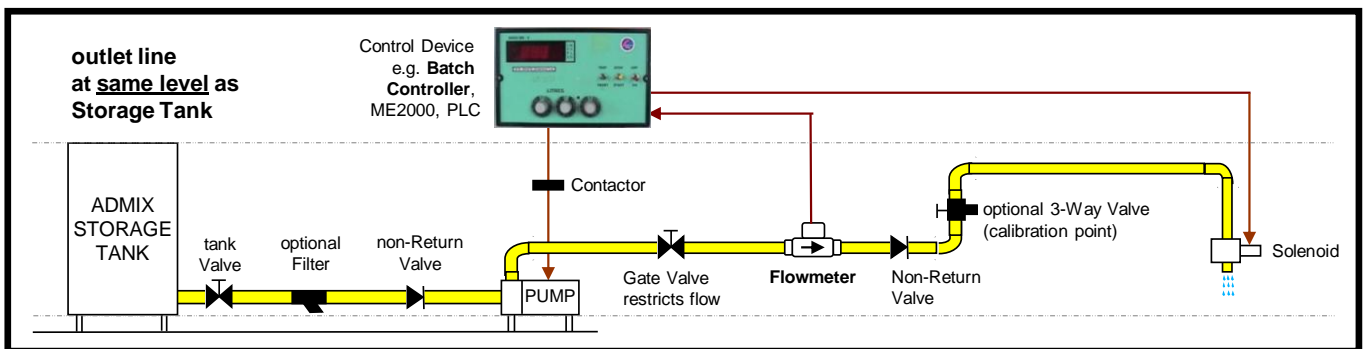 outlet line
at same level as
Storage Tank
Control Device
e.g. Batch
Controller,
ME2000, PLC
Contactor
ADMIX
STORAGE
TANK
tank
Valve
optional
Filter
non-Return
Valve
PUMP
Gate Valve
restricts flow
Flowmeter
Non-Return
Valve
optional 3-Way Valve
(calibration point)
Solenoid
LITRES